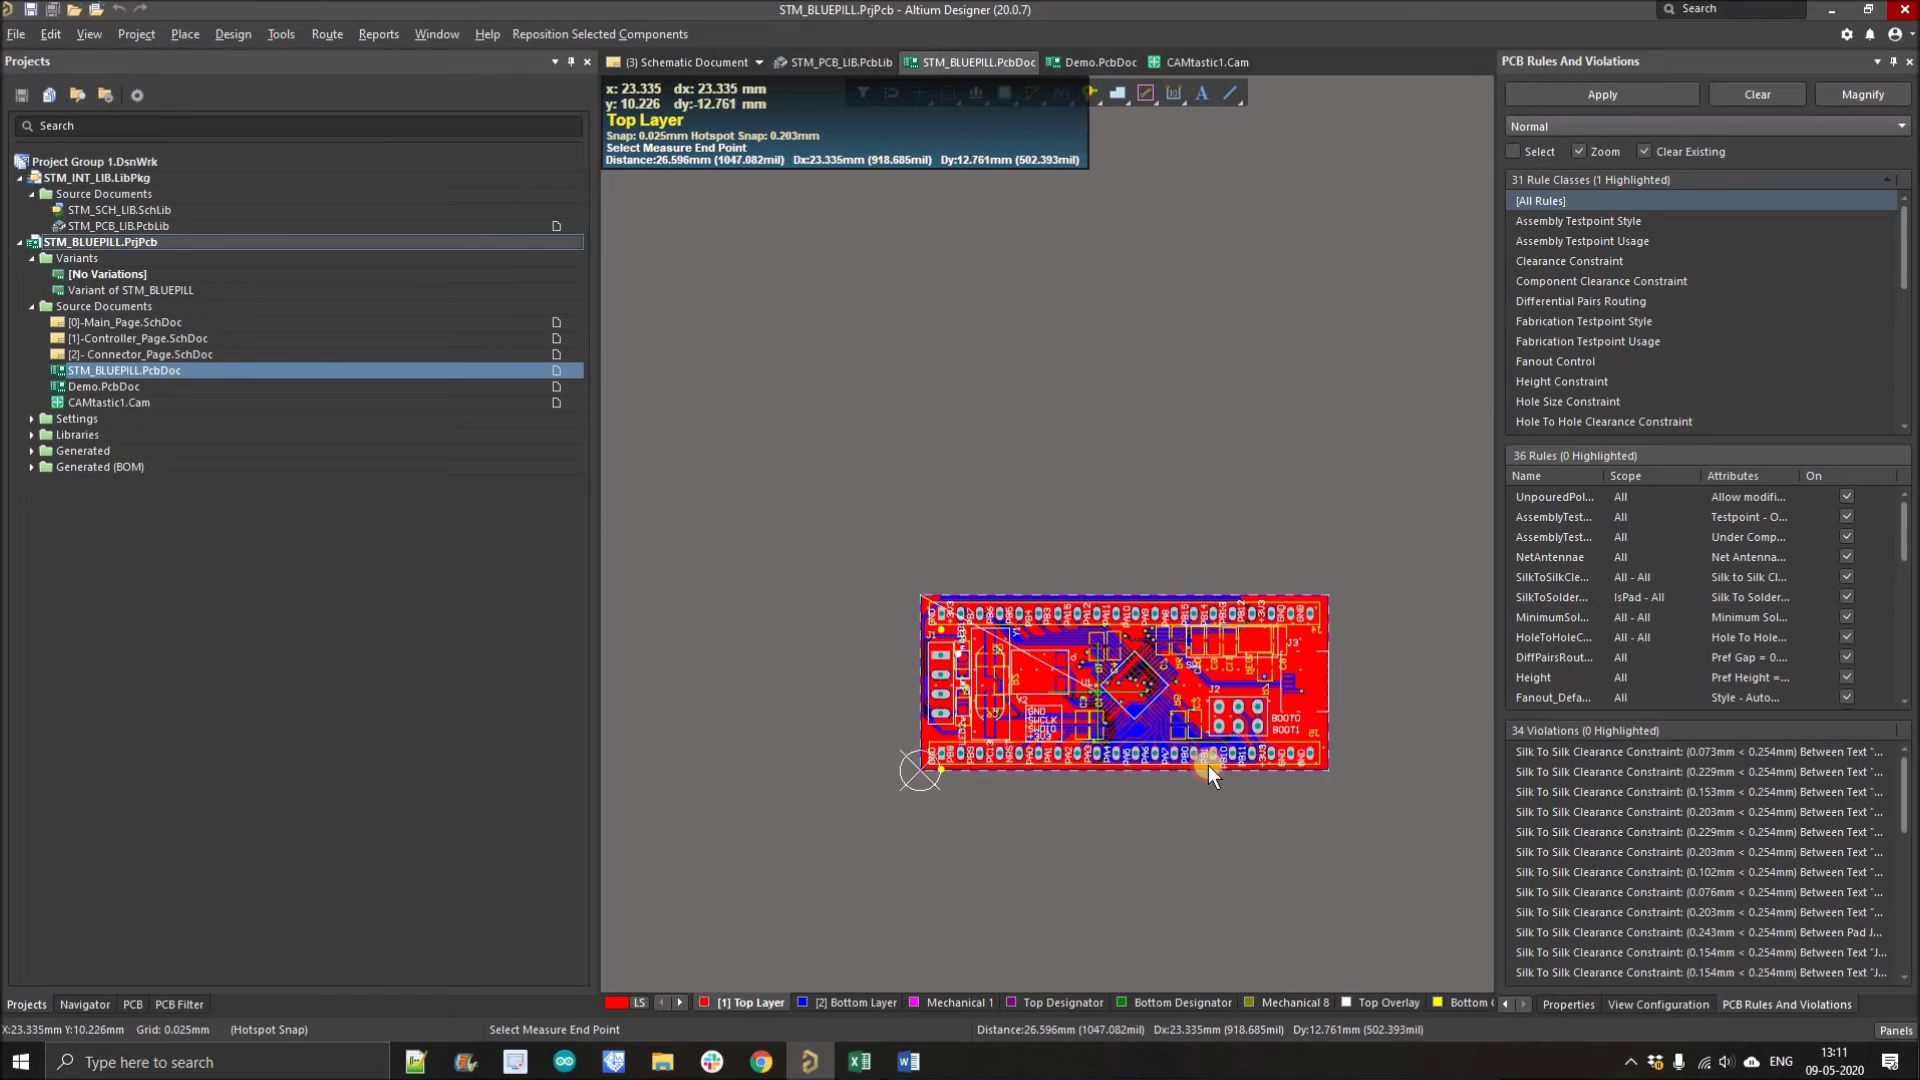 STM_BLUEPILL.PrjPcb - Altium Designer (20.0.7)
Search
File Edit View Project Place Design Tools Route Reports Window Help Reposition Selected Components
Projects
Search
Project Group 1.DsnWrk
STM_INT_LIB.LibPkg
Source Documents
STM_SCH_LIB.SchLib
STM_PCB_LIB.PcbLib
STM_BLUEPILL.PrjPcb
Variants
[No Variations]
Variant of STM_BLUEPILL
Source Documents
[0]-Main_Page.SchDoc
[1]-Controller_Page.SchDoc
[2]- Connector_Page.SchDoc
STM_BLUEPILL.PcbDoc
Demo.PcbDoc
CAMtastic1.Cam
Settings
Libraries
Generated
Generated (BOM)
Projects Navigator PCB PCB Filter
(3) Schematic Document STM_PCB_LIB.PcbLib STM_BLUEPILL.PcbDoc Demo.PcbDoc CAMtastic1.Cam
x: 23.335 dx: 23.335 mm
y: 10.226 dy:-12.761 mm
Top Layer
Snap: 0.025mm Hotspot Snap: 0.203mm
Select Measure End Point
Distance:26.596mm (1047.082mil) Dx:23.335mm (918.685mil) Dy:12.761mm (502.393mil)
J1
J3
J2
GND
SWCLK
SWDIO
+3V3
BOOT0
BOOT1
LS [1] Top Layer [2] Bottom Layer Mechanical 1 Top Designator Bottom Designator Mechanical 8 Top Overlay Bottom
PCB Rules And Violations
Apply Clear Magnify
Normal
Select Zoom Clear Existing
31 Rule Classes (1 Highlighted)
[All Rules]
Assembly Testpoint Style
Assembly Testpoint Usage
Clearance Constraint
Component Clearance Constraint
Differential Pairs Routing
Fabrication Testpoint Style
Fabrication Testpoint Usage
Fanout Control
Height Constraint
Hole Size Constraint
Hole To Hole Clearance Constraint
36 Rules (0 Highlighted)
Name Scope Attributes On
UnpouredPol... All Allow modifi...
AssemblyTest... All Testpoint - O...
AssemblyTest... All Under Comp...
NetAntennae All Net Antenna...
SilkToSilkCle... All - All Silk to Silk Cl...
SilkToSolder... IsPad - All Silk To Solder...
MinimumSol... All - All Minimum Sol...
HoleToHoleC... All - All Hole To Hole...
DiffPairsRout... All Pref Gap = 0....
Height All Pref Height =...
Fanout_Defa... All Style - Auto...
34 Violations (0 Highlighted)
Silk To Silk Clearance Constraint: (0.073mm < 0.254mm) Between Text "...
Silk To Silk Clearance Constraint: (0.229mm < 0.254mm) Between Text "...
Silk To Silk Clearance Constraint: (0.153mm < 0.254mm) Between Text "...
Silk To Silk Clearance Constraint: (0.203mm < 0.254mm) Between Text "...
Silk To Silk Clearance Constraint: (0.229mm < 0.254mm) Between Text "...
Silk To Silk Clearance Constraint: (0.203mm < 0.254mm) Between Text "...
Silk To Silk Clearance Constraint: (0.102mm < 0.254mm) Between Text "...
Silk To Silk Clearance Constraint: (0.076mm < 0.254mm) Between Text "...
Silk To Silk Clearance Constraint: (0.203mm < 0.254mm) Between Text "...
Silk To Silk Clearance Constraint: (0.243mm < 0.254mm) Between Pad J...
Silk To Silk Clearance Constraint: (0.154mm < 0.254mm) Between Text "J...
Silk To Silk Clearance Constraint: (0.154mm < 0.254mm) Between Text "J...
Properties View Configuration PCB Rules And Violations
X:23.335mm Y:10.226mm Grid: 0.025mm (Hotspot Snap) Select Measure End Point Distance:26.596mm (1047.082mil) Dx:23.335mm (918.685mil) Dy:12.761mm (502.393mil) Panels
Type here to search
ENG
13:11
09-05-2020